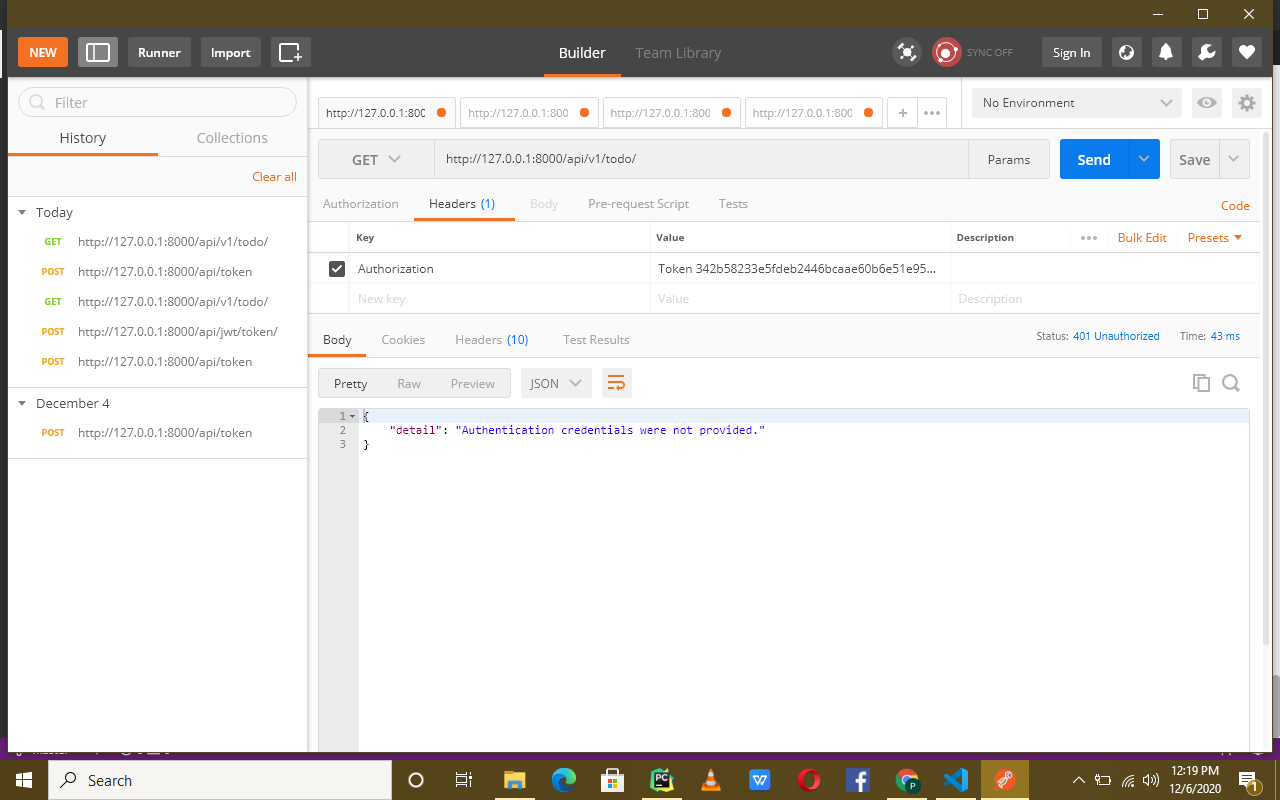 NEW
Runner
Import
Builder
Team Library
SYNC OFF
Sign In
Filter
History
Collections
Clear all
Today
GET http://127.0.0.1:8000/api/v1/todo/
POST http://127.0.0.1:8000/api/token
GET http://127.0.0.1:8000/api/v1/todo/
POST http://127.0.0.1:8000/api/jwt/token/
POST http://127.0.0.1:8000/api/token
December 4
POST http://127.0.0.1:8000/api/token
http://127.0.0.1:800
http://127.0.0.1:800
http://127.0.0.1:800
http://127.0.0.1:800
+
•••
No Environment
GET
http://127.0.0.1:8000/api/v1/todo/
Params
Send
Save
Authorization
Headers (1)
Body
Pre-request Script
Tests
Code
Key
Value
Description
•••
Bulk Edit
Presets
Authorization
Token 342b58233e5fdeb2446bcaae60b6e51e95...
New key
Value
Description
Body
Cookies
Headers (10)
Test Results
Status: 401 Unauthorized
Time: 43 ms
Pretty
Raw
Preview
JSON
1 {
2 "detail": "Authentication credentials were not provided."
3 }
Search
12:19 PM
12/6/2020
1